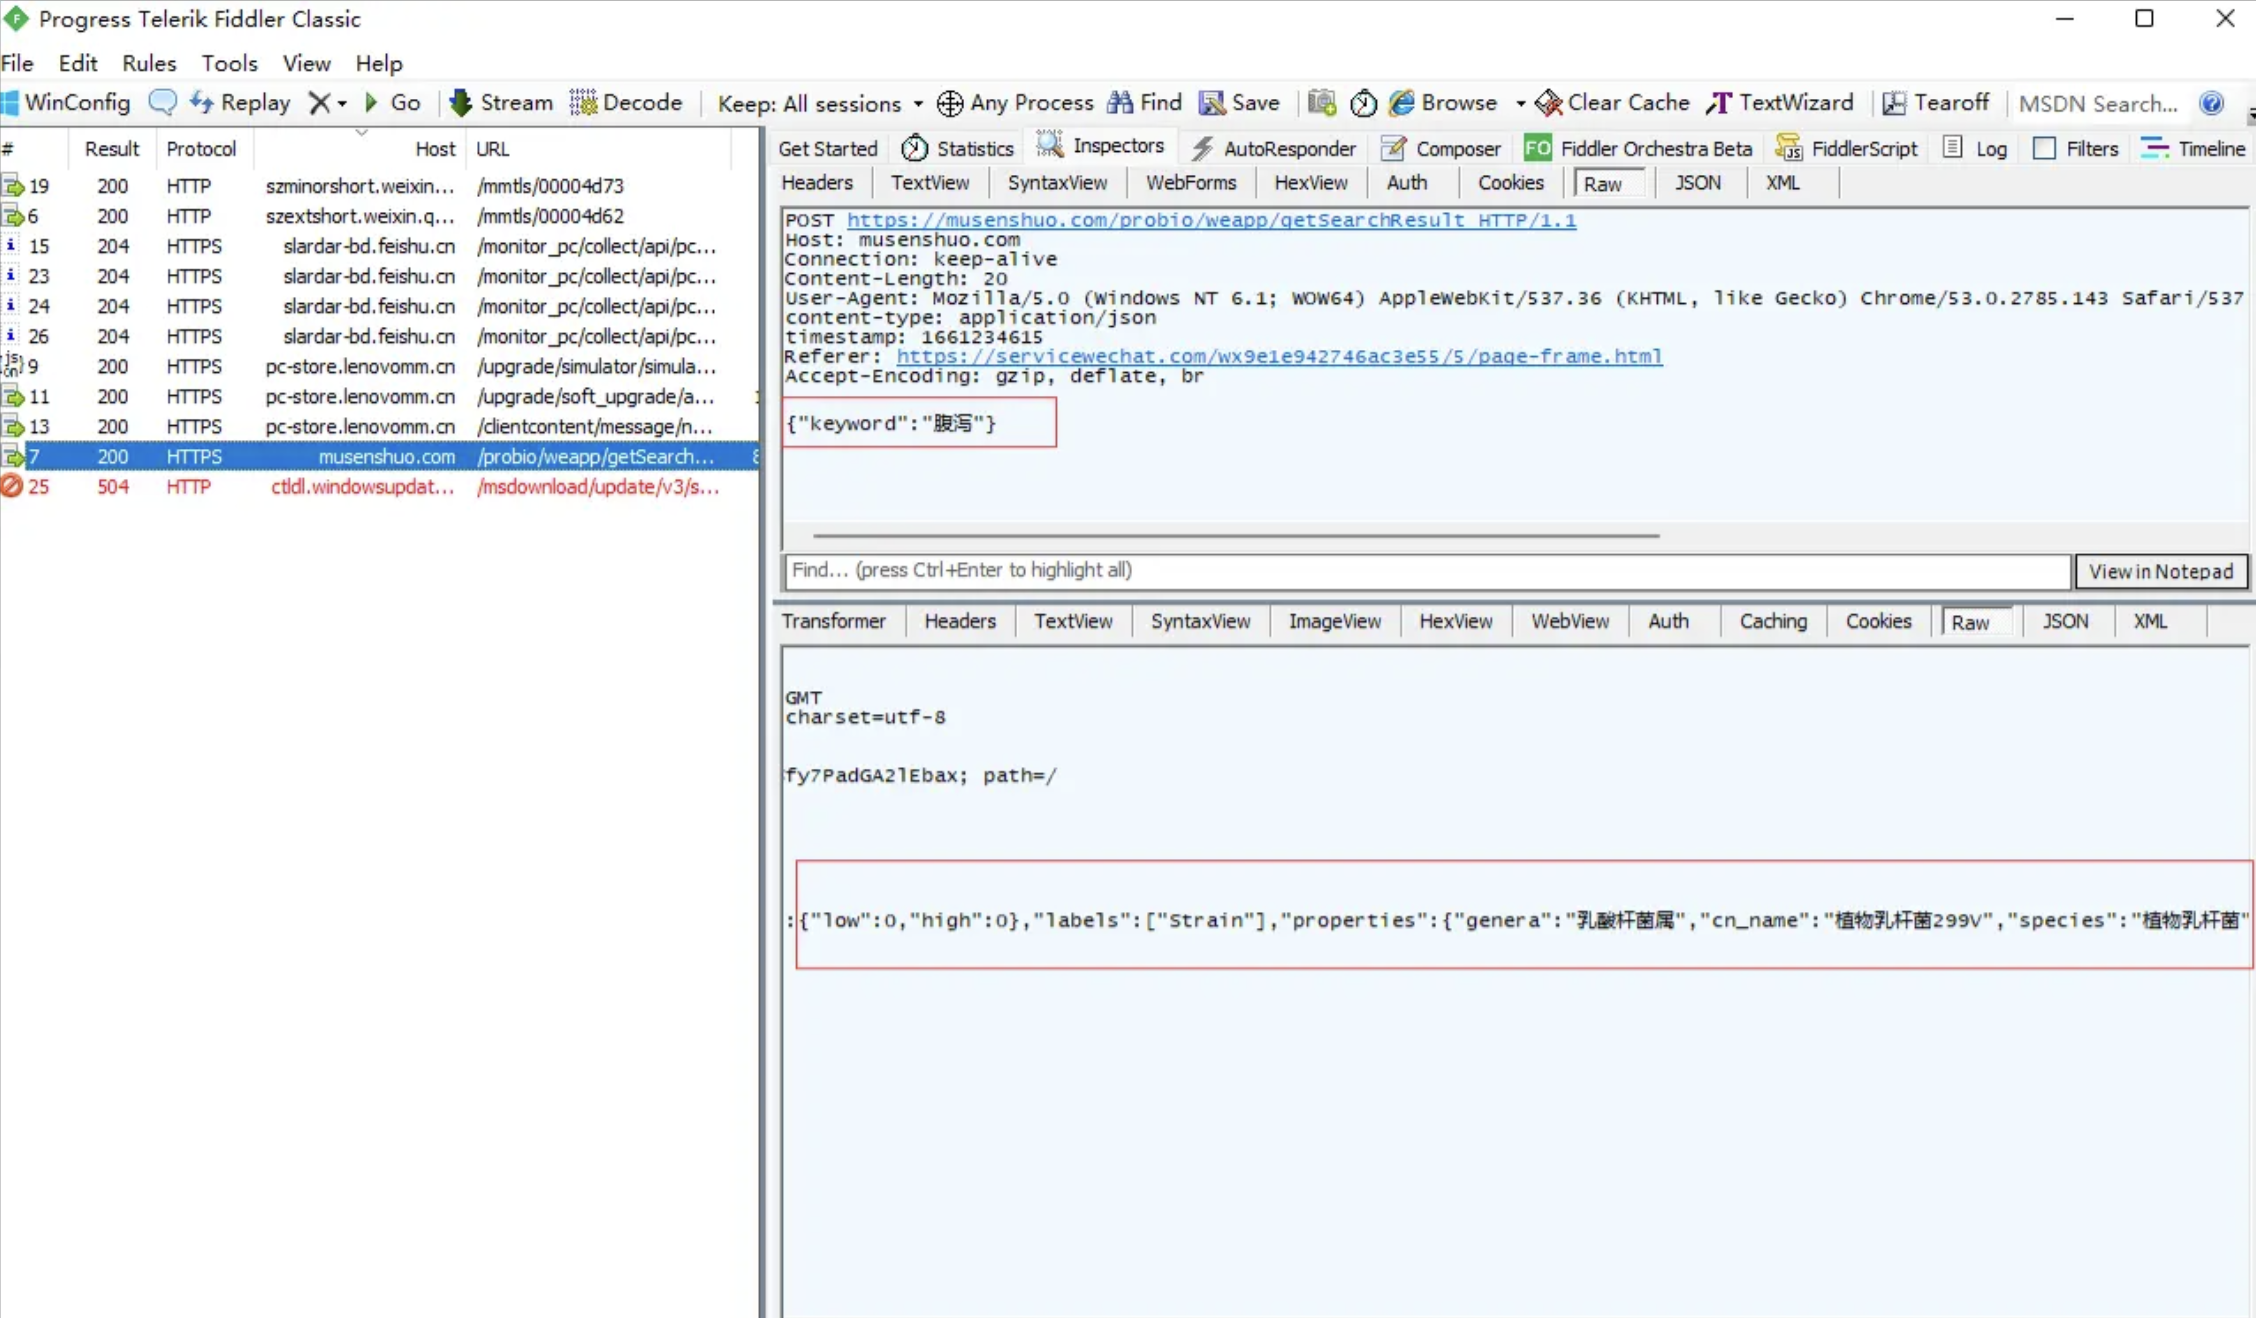 Progress Telerik Fiddler Classic
File Edit Rules Tools View Help
WinConfig Replay Go Stream Decode Keep: All sessions Any Process Find Save Browse Clear Cache TextWizard Tearoff MSDN Search...
Get Started Statistics Inspectors AutoResponder Composer FO Fiddler Orchestra Beta FiddlerScript Log Filters Timeline
# Result Protocol Host URL
19 200 HTTP szminorshort.weixin... /mmtls/00004d73
6 200 HTTP szextshort.weixin.q... /mmtls/00004d62
15 204 HTTPS slardar-bd.feishu.cn /monitor_pc/collect/api/pc...
23 204 HTTPS slardar-bd.feishu.cn /monitor_pc/collect/api/pc...
24 204 HTTPS slardar-bd.feishu.cn /monitor_pc/collect/api/pc...
26 204 HTTPS slardar-bd.feishu.cn /monitor_pc/collect/api/pc...
9 200 HTTPS pc-store.lenovomm.cn /upgrade/simulator/simula...
11 200 HTTPS pc-store.lenovomm.cn /upgrade/soft_upgrade/a...
13 200 HTTPS pc-store.lenovomm.cn /clientcontent/message/n...
7 200 HTTPS musenshuo.com /probio/weapp/getSearch... 8
25 504 HTTP ctldl.windowsupdat... /msdownload/update/v3/s...
Headers TextView SyntaxView WebForms HexView Auth Cookies Raw JSON XML
POST https://musenshuo.com/probio/weapp/getSearchResult HTTP/1.1
Host: musenshuo.com
Connection: keep-alive
Content-Length: 20
User-Agent: Mozilla/5.0 (Windows NT 6.1; WOW64) AppleWebKit/537.36 (KHTML, like Gecko) Chrome/53.0.2785.143 Safari/537
content-type: application/json
timestamp: 1661234615
Referer: https://servicewechat.com/wx9e1e942746ac3e55/5/page-frame.html
Accept-Encoding: gzip, deflate, br
{"keyword":"腹泻"}
Find... (press Ctrl+Enter to highlight all) View in Notepad
Transformer Headers TextView SyntaxView ImageView HexView WebView Auth Caching Cookies Raw JSON XML
GMT
charset=utf-8
fy7PadGA2lEbax; path=/
:{"low":0,"high":0},"labels":["Strain"],"properties":{"genera":"乳酸杆菌属","cn_name":"植物乳杆菌299V","species":"植物乳杆菌"